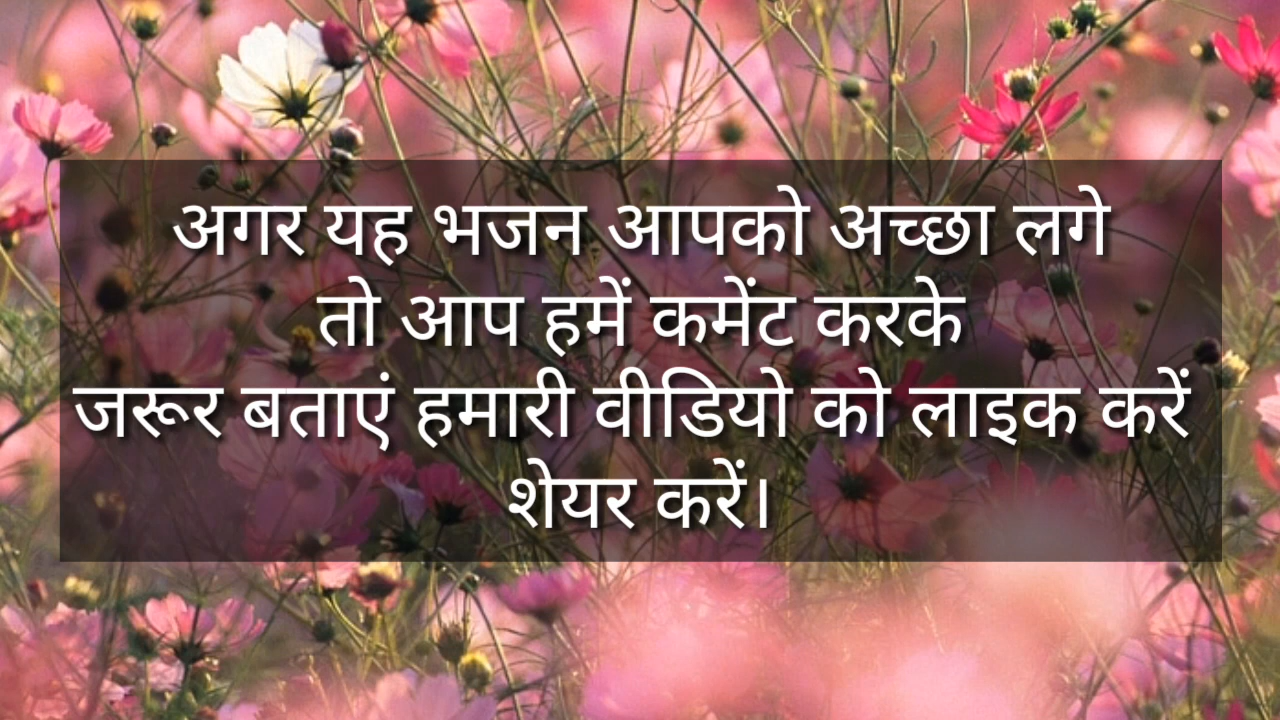 अगर यह भजन आपको अच्छा लगे
तो आप हमें कमेंट करके
जरूर बताएं हमारी वीडियो को लाइक करें
शेयर करें।